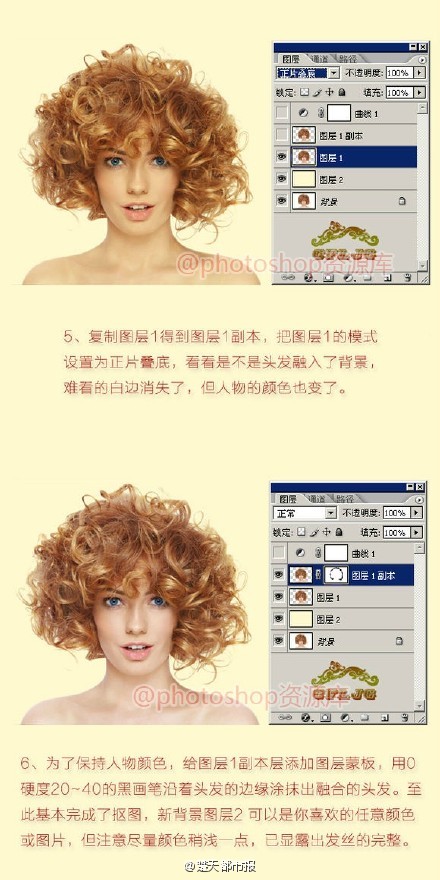 图层 通道 路径
正片叠底 不透明度: 100%
锁定: 填充: 100%
曲线 1
图层 1 副本
图层 1
图层 2
背景
@photoshop资源库
5、复制图层1得到图层1副本，把图层1的模式
设置为正片叠底，看看是不是头发融入了背景，
难看的白边消失了，但人物的颜色也变了。
图层 通道 路径
正常 不透明度: 100%
锁定: 填充: 100%
曲线 1
图层 1 副本
图层 1
图层 2
背景
@photoshop资源库
6、为了保持人物颜色，给图层1副本层添加图层蒙板，用0
硬度20~40的黑画笔沿着头发的边缘涂抹出融合的头发。至
此基本完成了抠图，新背景图层2 可以是你喜欢的任意颜色
或图片，但注意尽量颜色稍浅一点，已显露出发丝的完整。
@楚天都市报